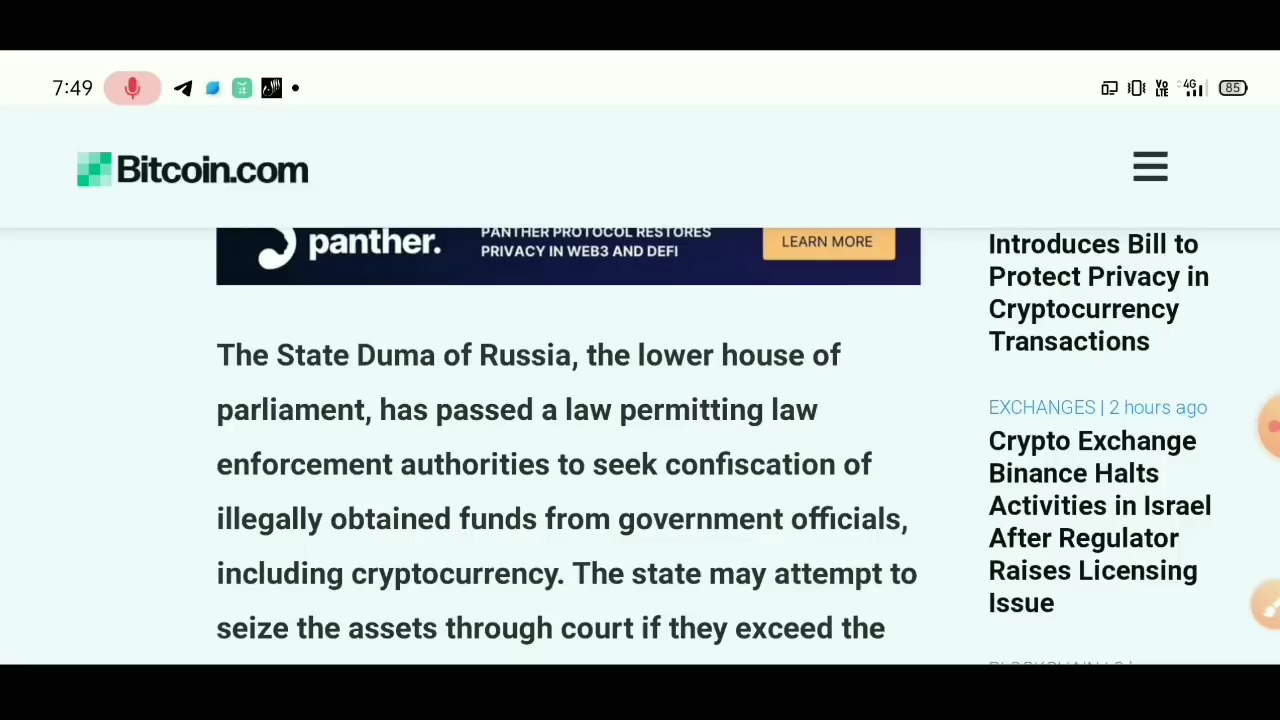 7:49
Vo LTE
4G
85
Bitcoin.com
panther.
PANTHER PROTOCOL RESTORES
PRIVACY IN WEB3 AND DEFI
LEARN MORE
The State Duma of Russia, the lower house of
parliament, has passed a law permitting law
enforcement authorities to seek confiscation of
illegally obtained funds from government officials,
including cryptocurrency. The state may attempt to
seize the assets through court if they exceed the
Introduces Bill to
Protect Privacy in
Cryptocurrency
Transactions
EXCHANGES | 2 hours ago
Crypto Exchange
Binance Halts
Activities in Israel
After Regulator
Raises Licensing
Issue